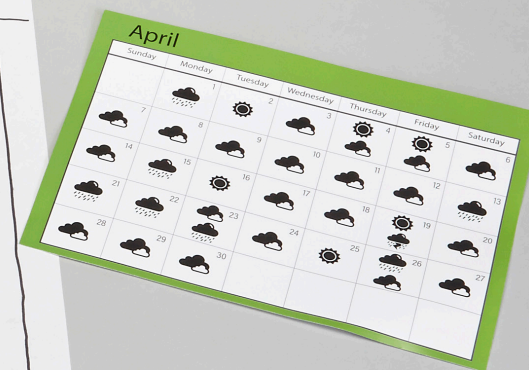 April
Sunday Monday Tuesday Wednesday Thursday Friday Saturday
1 2 3 4 5 6
7 8 9 10 11 12 13
14 15 16 17 18 19 20
21 22 23 24 25 26 27
28 29 30